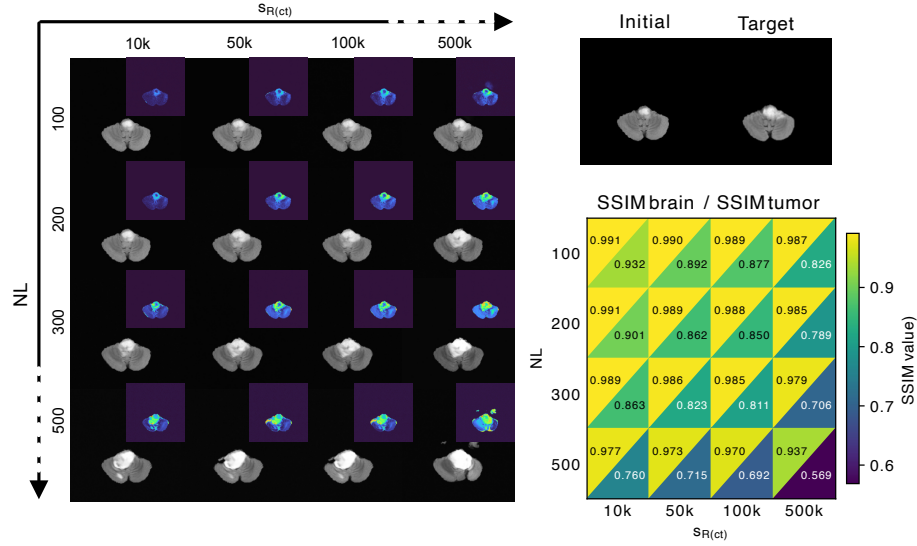 s_R(ct)
10k 50k 100k 500k
NL
100
200
300
500
Initial Target
SSIM brain / SSIM tumor
NL
100
0.991 0.990 0.989 0.987
0.932 0.892 0.877 0.826
200
0.991 0.989 0.988 0.985
0.901 0.862 0.850 0.789
300
0.989 0.986 0.985 0.979
0.863 0.823 0.811 0.706
500
0.977 0.973 0.970 0.937
0.760 0.715 0.692 0.569
10k 50k 100k 500k
s_R(ct)
0.9
0.8
0.7
0.6
SSIM value)